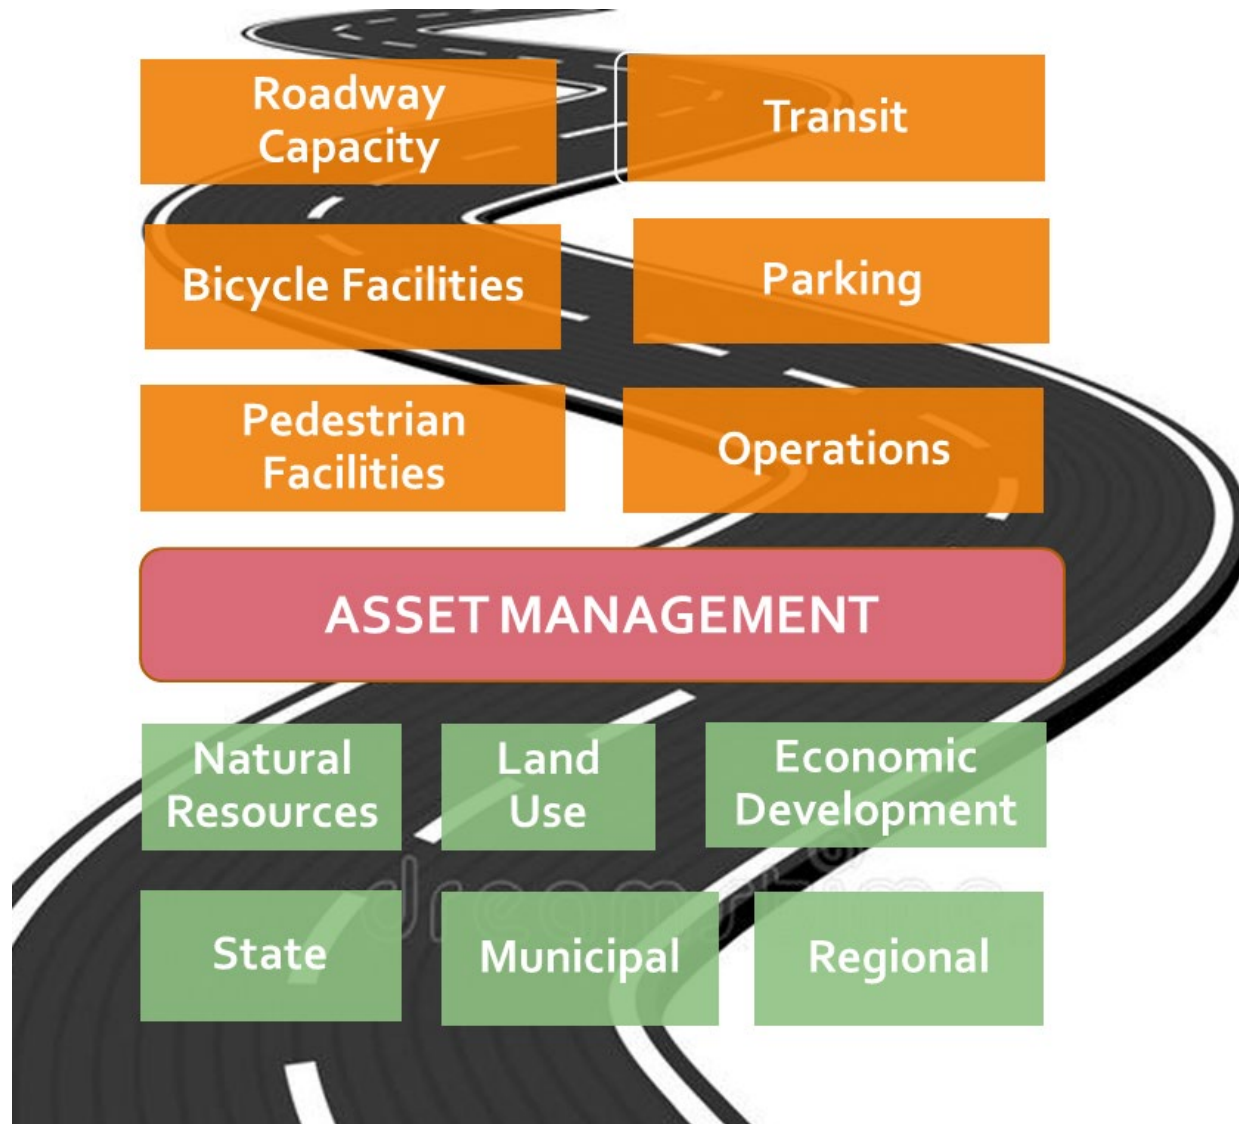 Roadway
Capacity
Transit
Bicycle Facilities
Parking
Pedestrian
Facilities
Operations
ASSET MANAGEMENT
Natural
Resources
Land
Use
Economic
Development
dreamstime
State
Municipal
Regional